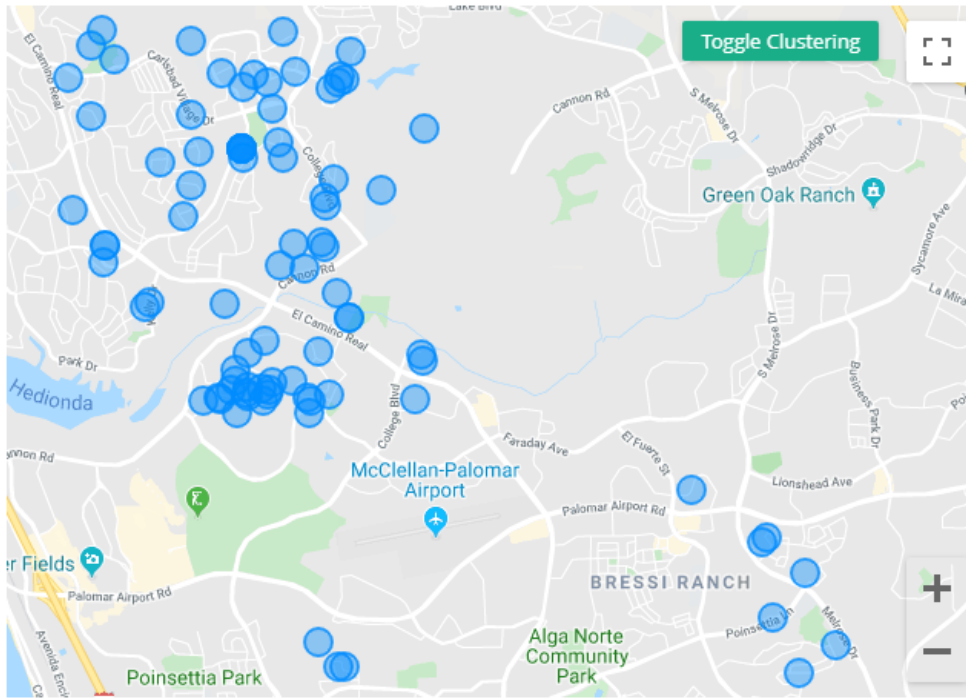 Lake Blvd
Toggle Clustering
El Camino Real
Carlsbad Village Dr
Cannon Rd
S Melrose Dr
Shadowridge Dr
College Blvd
Green Oak Ranch
Sycamore Ave
Cannon Rd
La Mira
El Camino Real
S Melrose Dr
Park Dr
Hedionda
Business Park Dr
College Blvd
Faraday Ave
El Fuerte St
nnon Rd
McClellan-Palomar
Airport
Lionshead Ave
Palomar Airport Rd
er Fields
BRESSI RANCH
Palomar Airport Rd
Poinsettia Ln
Melrose Dr
Alga Norte
Community
Park
Avenida Enci
Poinsettia Park